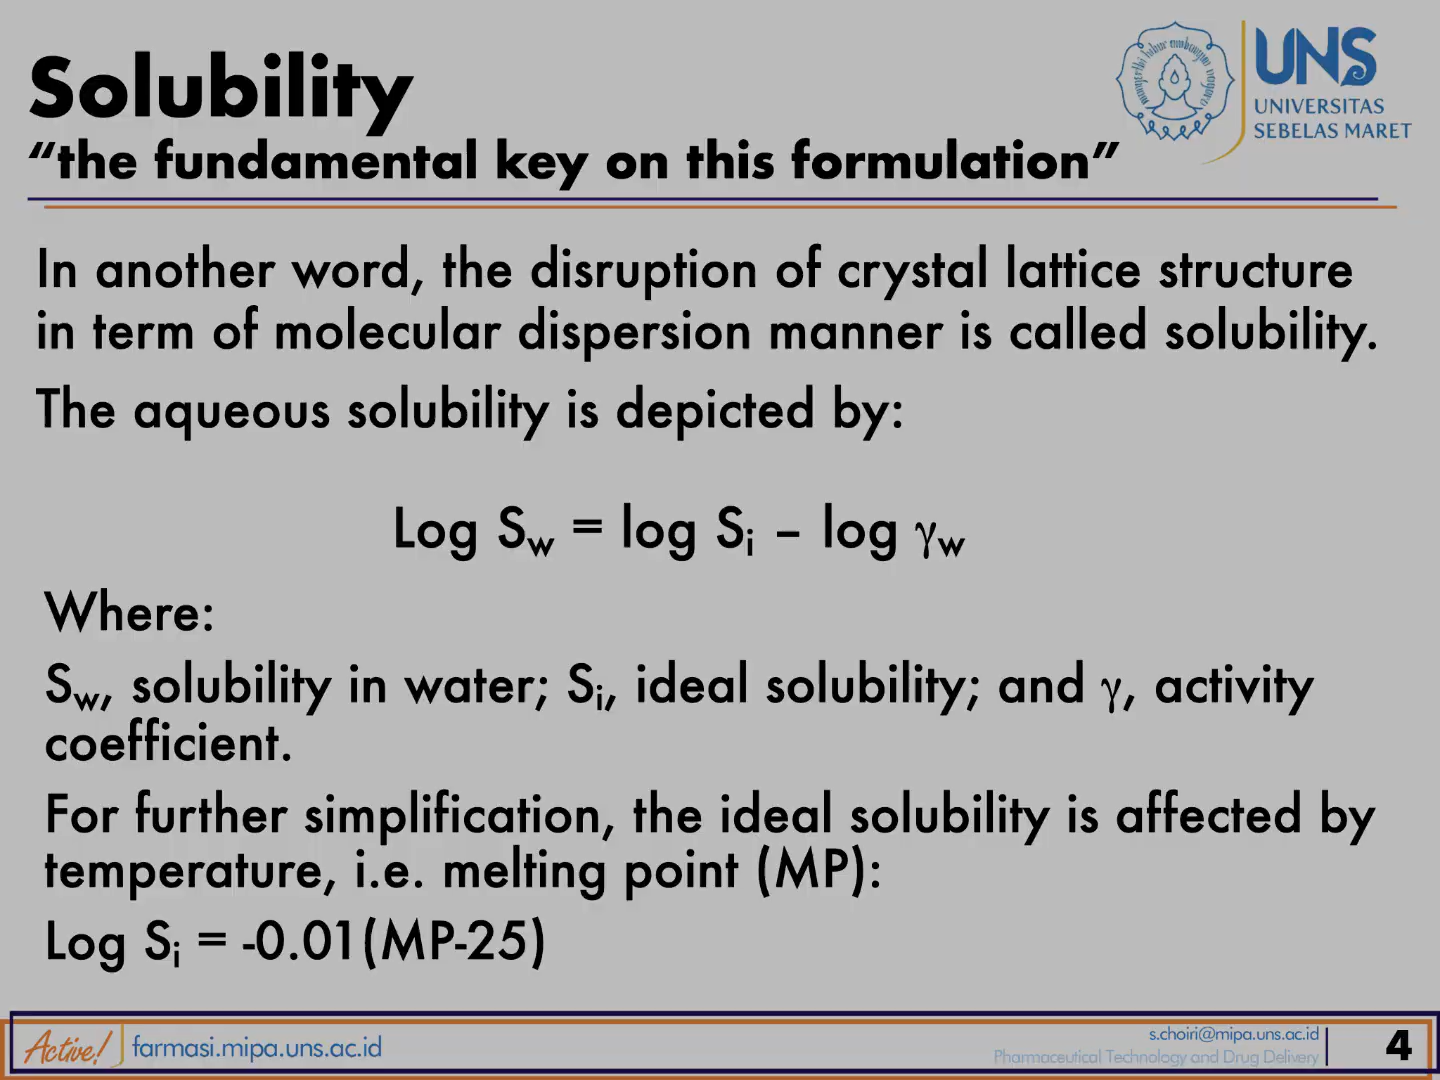 Solubility
“the fundamental key on this formulation”
UNS
UNIVERSITAS
SEBELAS MARET
In another word, the disruption of crystal lattice structure
in term of molecular dispersion manner is called solubility.
The aqueous solubility is depicted by:
Log Sw = log Si – log γw
Where:
Sw, solubility in water; Si, ideal solubility; and γ, activity
coefficient.
For further simplification, the ideal solubility is affected by
temperature, i.e. melting point (MP):
Log Si = -0.01(MP-25)
Active!
farmasi.mipa.uns.ac.id
s.choiri@mipa.uns.ac.id
Pharmaceutical Technology and Drug Delivery
4